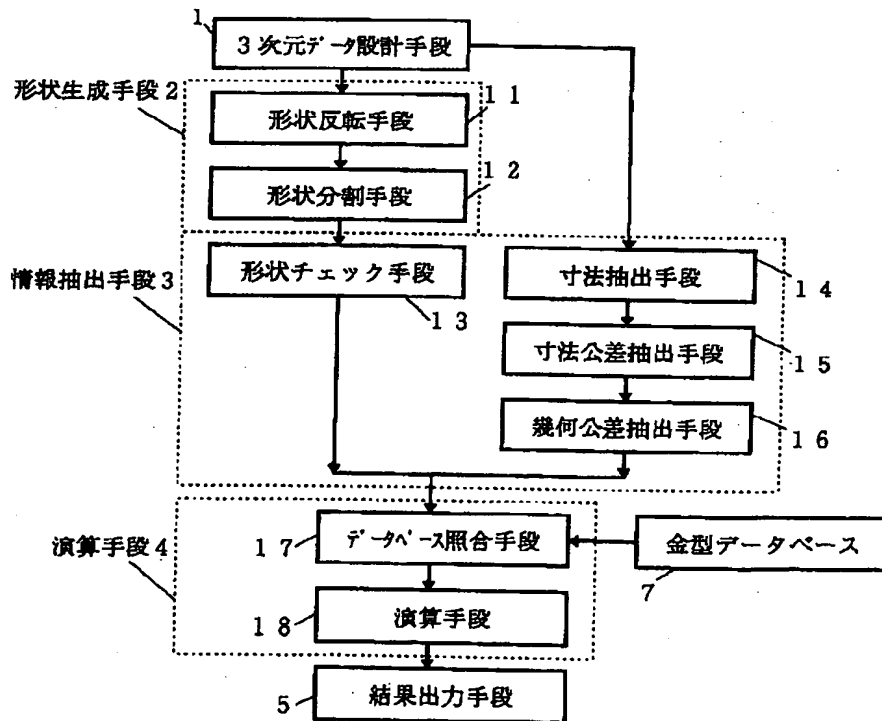 1
3次元データ設計手段
形状生成手段2
11
形状反転手段
12
形状分割手段
情報抽出手段3
形状チェック手段
13
寸法抽出手段
14
寸法公差抽出手段
15
幾何公差抽出手段
16
演算手段4
17
データベース照合手段
金型データベース
7
18
演算手段
5
結果出力手段